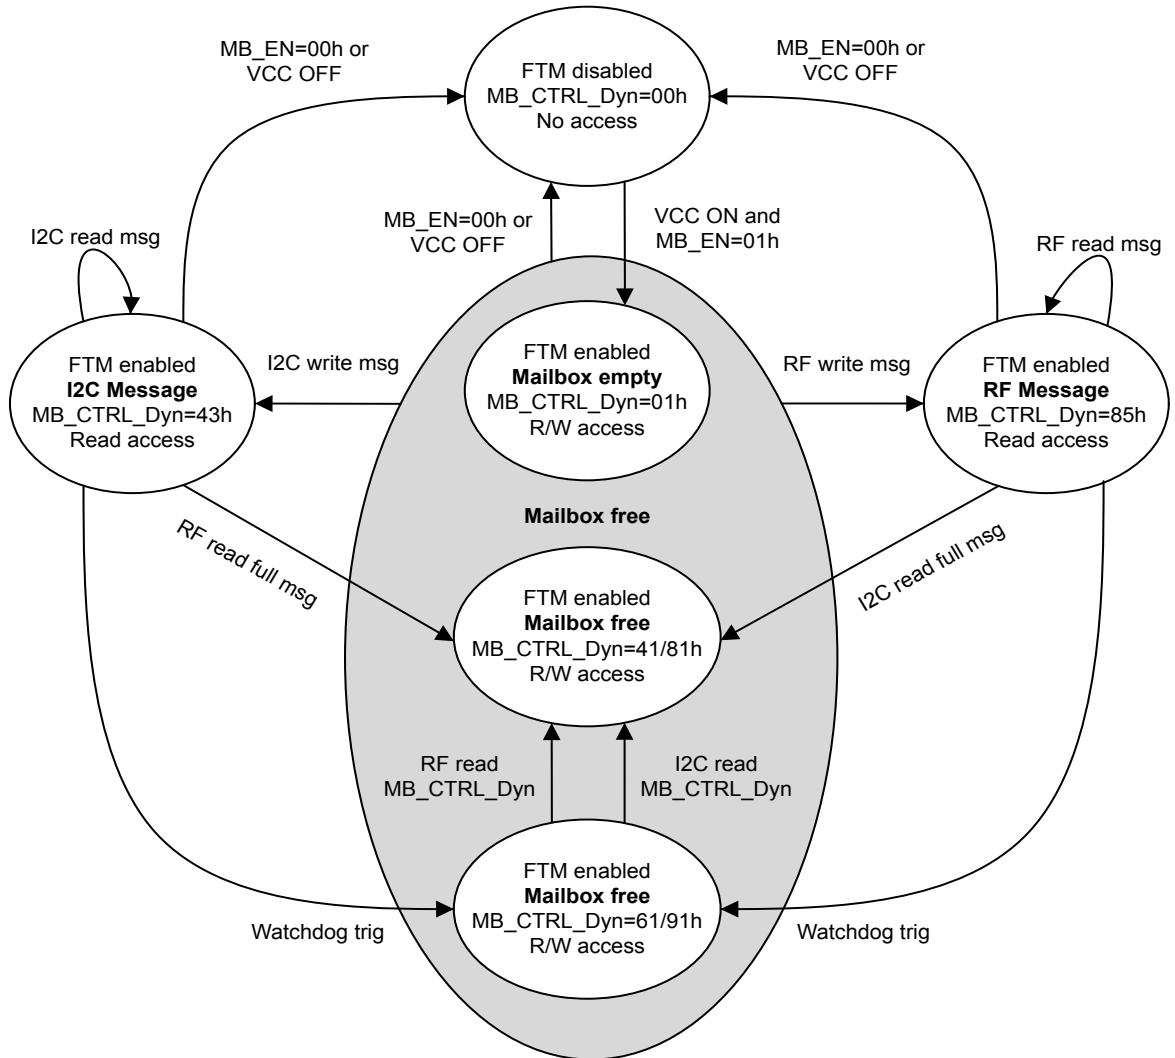 MB_EN=00h or
VCC OFF
FTM disabled
MB_CTRL_Dyn=00h
No access
MB_EN=00h or
VCC OFF
I2C read msg
MB_EN=00h or
VCC OFF
VCC ON and
MB_EN=01h
RF read msg
FTM enabled
I2C Message
MB_CTRL_Dyn=43h
Read access
I2C write msg
FTM enabled
Mailbox empty
MB_CTRL_Dyn=01h
R/W access
RF write msg
FTM enabled
RF Message
MB_CTRL_Dyn=85h
Read access
Mailbox free
RF read full msg
FTM enabled
Mailbox free
MB_CTRL_Dyn=41/81h
R/W access
I2C read full msg
RF read
MB_CTRL_Dyn
I2C read
MB_CTRL_Dyn
Watchdog trig
FTM enabled
Mailbox free
MB_CTRL_Dyn=61/91h
R/W access
Watchdog trig